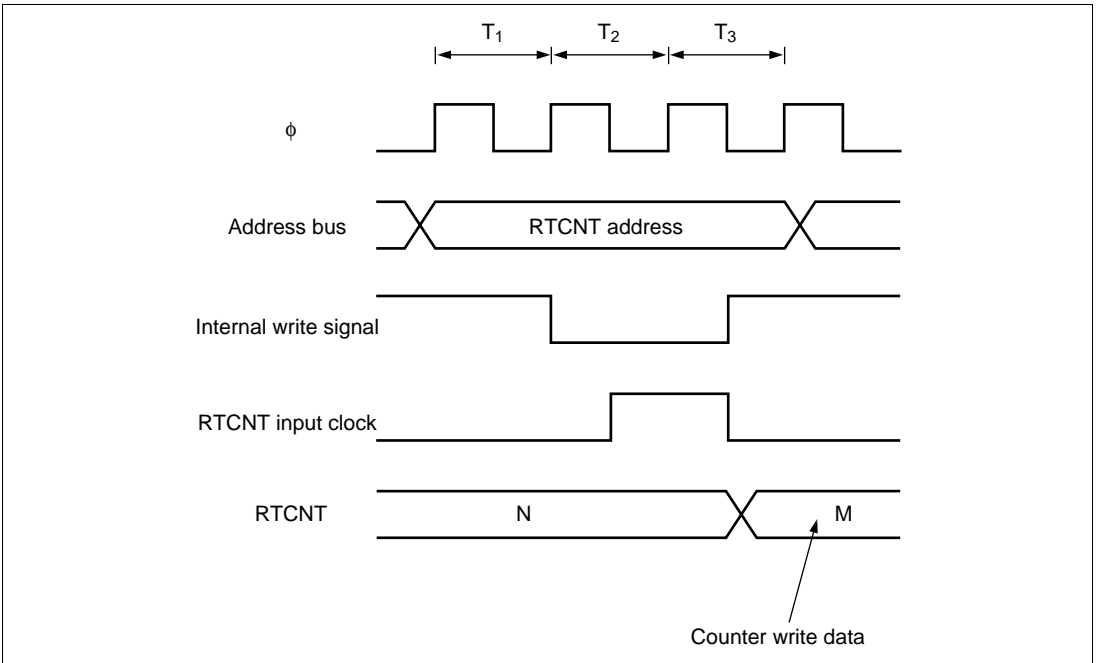 T₁ T₂ T₃
ϕ
Address bus RTCNT address
Internal write signal
RTCNT input clock
RTCNT N M
Counter write data